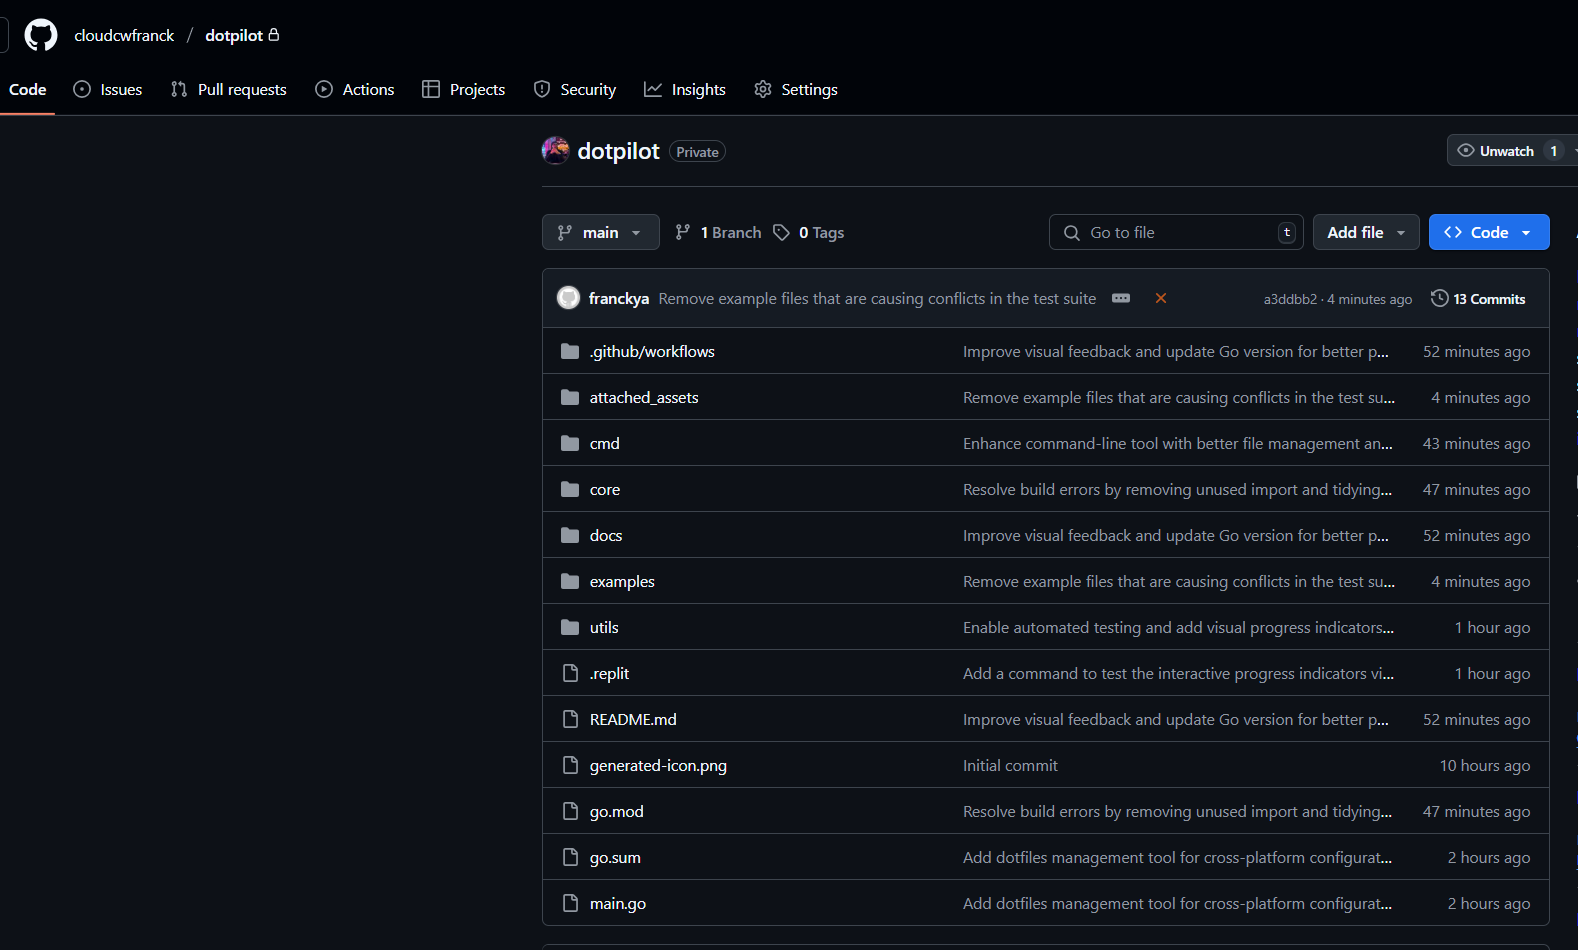 cloudcwfranck / dotpilot
Code Issues Pull requests Actions Projects Security Insights Settings
dotpilot Private
Unwatch 1
main 1 Branch 0 Tags
Go to file t
Add file
Code
franckya Remove example files that are causing conflicts in the test suite a3ddbb2 · 4 minutes ago 13 Commits
.github/workflows Improve visual feedback and update Go version for better p... 52 minutes ago
attached_assets Remove example files that are causing conflicts in the test su... 4 minutes ago
cmd Enhance command-line tool with better file management an... 43 minutes ago
core Resolve build errors by removing unused import and tidying... 47 minutes ago
docs Improve visual feedback and update Go version for better p... 52 minutes ago
examples Remove example files that are causing conflicts in the test su... 4 minutes ago
utils Enable automated testing and add visual progress indicators... 1 hour ago
.replit Add a command to test the interactive progress indicators vi... 1 hour ago
README.md Improve visual feedback and update Go version for better p... 52 minutes ago
generated-icon.png Initial commit 10 hours ago
go.mod Resolve build errors by removing unused import and tidying... 47 minutes ago
go.sum Add dotfiles management tool for cross-platform configurat... 2 hours ago
main.go Add dotfiles management tool for cross-platform configurat... 2 hours ago